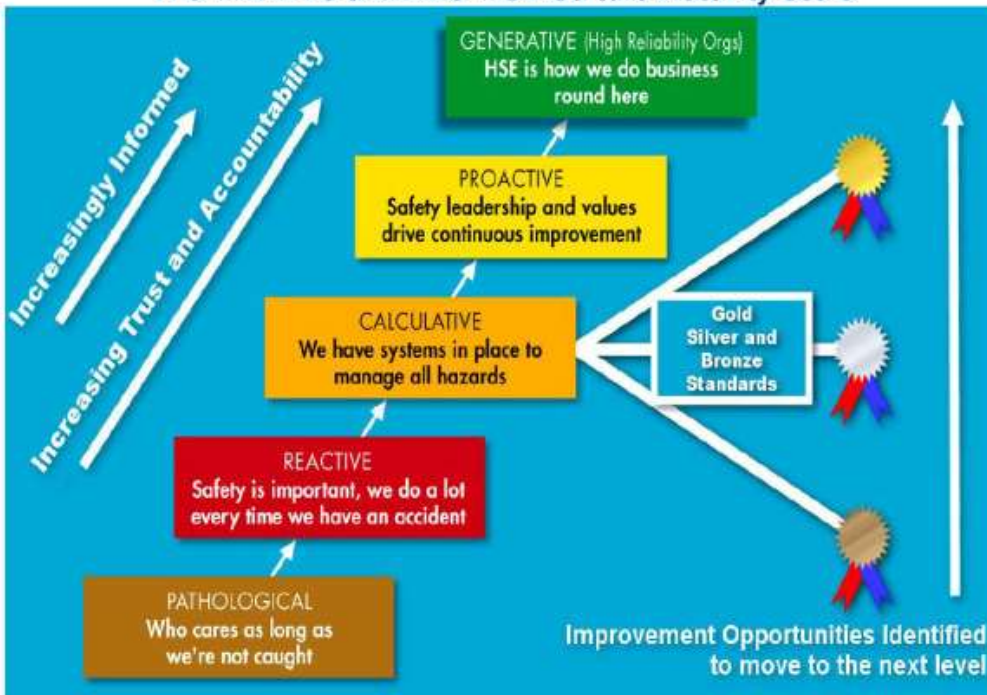 GENERATIVE (High Reliability Orgs)
HSE is how we do business
round here
Increasingly Informed
Increasing Trust and Accountability
PROACTIVE
Safety leadership and values
drive continuous improvement
CALCULATIVE
We have systems in place to
manage all hazards
Gold
Silver and
Bronze
Standards
REACTIVE
Safety is important, we do a lot
every time we have an accident
PATHOLOGICAL
Who cares as long as
we're not caught
Improvement Opportunities Identified
to move to the next level